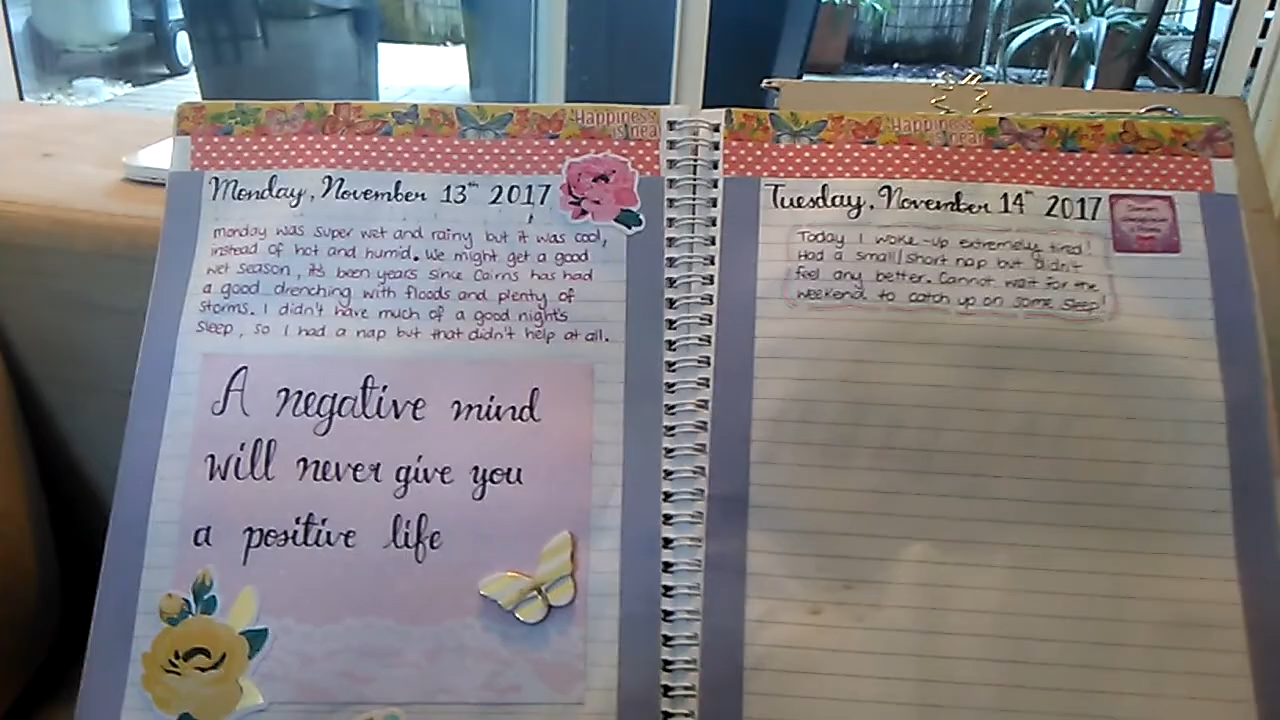 Happiness
is near
Monday, November 13th 2017
Monday was super wet and rainy but it was cool,
instead of hot and humid. We might get a good
wet season, it's been years since Cairns has had
a good drenching with floods and plenty of
storms. I didn't have much of a good night's
sleep, so I had a nap but that didn't help at all.
A negative mind
will never give you
a positive life
Happiness
is near
Tuesday, November 14th 2017
Today I woke-up extremely tired!
Had a small/short nap but didn't
feel any better. Cannot wait for the
weekend to catch up on some sleep!